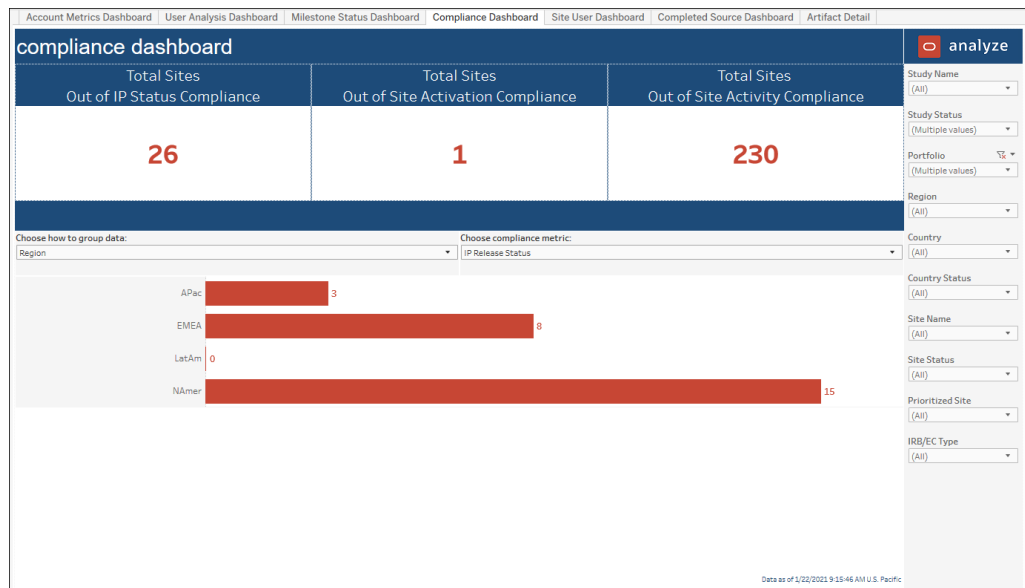 Account Metrics Dashboard User Analysis Dashboard Milestone Status Dashboard Compliance Dashboard Site User Dashboard Completed Source Dashboard Artifact Detail
compliance dashboard
analyze
Total Sites
Out of IP Status Compliance
Total Sites
Out of Site Activation Compliance
Total Sites
Out of Site Activity Compliance
26
1
230
Choose how to group data:
Region
Choose compliance metric:
IP Release Status
APac 3
EMEA 8
LatAm 0
NAmer 15
Study Name
(All)
Study Status
(Multiple values)
Portfolio
(Multiple values)
Region
(All)
Country
(All)
Country Status
(All)
Site Name
(All)
Site Status
(All)
Prioritized Site
(All)
IRB/EC Type
(All)
Data as of 1/22/2021 9:15:46 AM U.S. Pacific